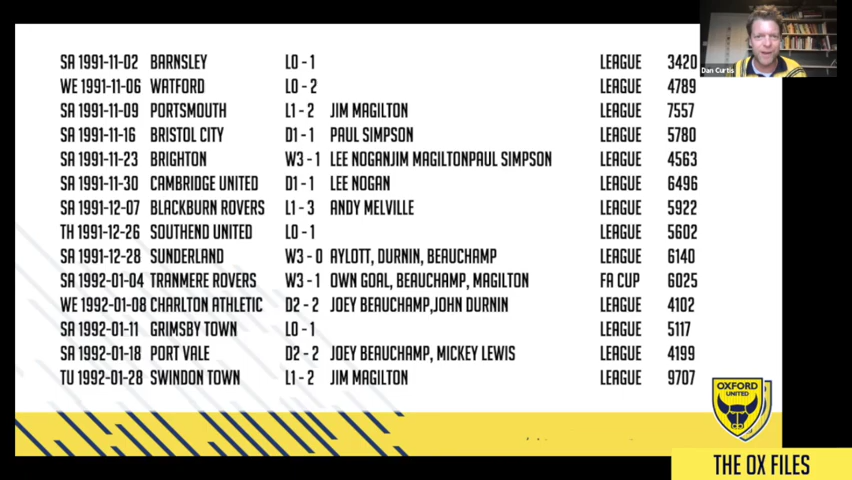 SA 1991-11-02 BARNSLEY L0-1 LEAGUE 3420
WE 1991-11-06 WATFORD L0-2 LEAGUE 4789
SA 1991-11-09 PORTSMOUTH L1-2 JIM MAGILTON LEAGUE 7557
SA 1991-11-16 BRISTOL CITY D1-1 PAUL SIMPSON LEAGUE 5780
SA 1991-11-23 BRIGHTON W3-1 LEE NOGANJIM MAGILTONPAUL SIMPSON LEAGUE 4563
SA 1991-11-30 CAMBRIDGE UNITED D1-1 LEE NOGAN LEAGUE 6496
SA 1991-12-07 BLACKBURN ROVERS L1-3 ANDY MELVILLE LEAGUE 5922
TH 1991-12-26 SOUTHEND UNITED L0-1 LEAGUE 5602
SA 1991-12-28 SUNDERLAND W3-0 AYLOTT, DURNIN, BEAUCHAMP LEAGUE 6140
SA 1992-01-04 TRANMERE ROVERS W3-1 OWN GOAL, BEAUCHAMP, MAGILTON FA CUP 6025
WE 1992-01-08 CHARLTON ATHLETIC D2-2 JOEY BEAUCHAMP,JOHN DURNIN LEAGUE 4102
SA 1992-01-11 GRIMSBY TOWN L0-1 LEAGUE 5117
SA 1992-01-18 PORT VALE D2-2 JOEY BEAUCHAMP, MICKEY LEWIS LEAGUE 4199
TU 1992-01-28 SWINDON TOWN L1-2 JIM MAGILTON LEAGUE 9707
Dan Curtis
OXFORD
UNITED
THE OX FILES